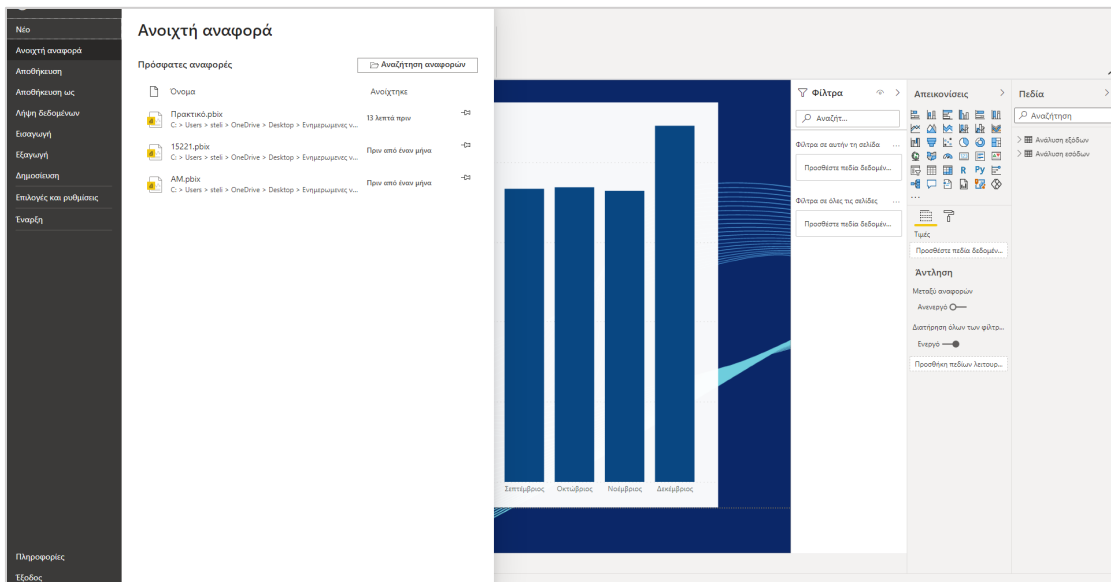 Νέο
Ανοιχτή αναφορά
Αποθήκευση
Αποθήκευση ως
Λήψη δεδομένων
Εισαγωγή
Εξαγωγή
Δημοσίευση
Επιλογές και ρυθμίσεις
Έναρξη
Πληροφορίες
Έξοδος
Ανοιχτή αναφορά
Πρόσφατες αναφορές
Αναζήτηση αναφορών
Όνομα Ανοίχτηκε
Πρακτικό.pbix
C: > Users > steli > OneDrive > Desktop > Ενημερωμενες ν...
13 λεπτά πριν
15221.pbix
C: > Users > steli > OneDrive > Desktop > Ενημερωμενες ν...
Πριν από έναν μήνα
AM.pbix
C: > Users > steli > OneDrive > Desktop > Ενημερωμενες ν...
Πριν από έναν μήνα
Σεπτέμβριος Οκτώβριος Νοέμβριος Δεκέμβριος
Φίλτρα
Αναζήτ...
Φίλτρα σε αυτήν τη σελίδα ...
Προσθέστε πεδία δεδομέν...
Φίλτρα σε όλες τις σελίδες ...
Προσθέστε πεδία δεδομέν...
Απεικονίσεις
R Py
...
Τιμές
Προσθέστε πεδία δεδομέν...
Άντληση
Μεταξύ αναφορών
Ανενεργό
Διατήρηση όλων των φίλτρ...
Ενεργό
Προσθήκη πεδίων λειτουρ...
Πεδία
Αναζήτηση
Ανάλυση εξόδων
Ανάλυση εσόδων